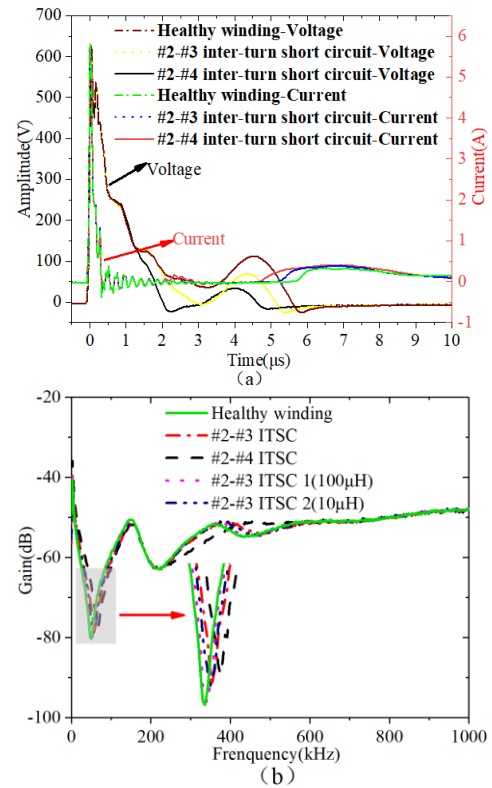 Healthy winding-Voltage
#2-#3 inter-turn short circuit-Voltage
#2-#4 inter-turn short circuit-Voltage
Healthy winding-Current
#2-#3 inter-turn short circuit-Current
#2-#4 inter-turn short circuit-Current
Voltage
Current
Amplitude(V)
700
600
500
400
300
200
100
0
Current(A)
6
5
4
3
2
1
0
-1
0 1 2 3 4 5 6 7 8 9 10
Time(μs)
（a）
Healthy winding
#2-#3 ITSC
#2-#4 ITSC
#2-#3 ITSC 1(100μH)
#2-#3 ITSC 2(10μH)
Gain(dB)
-20
-40
-60
-80
-100
0 200 400 600 800 1000
Frenquency(kHz)
（b）